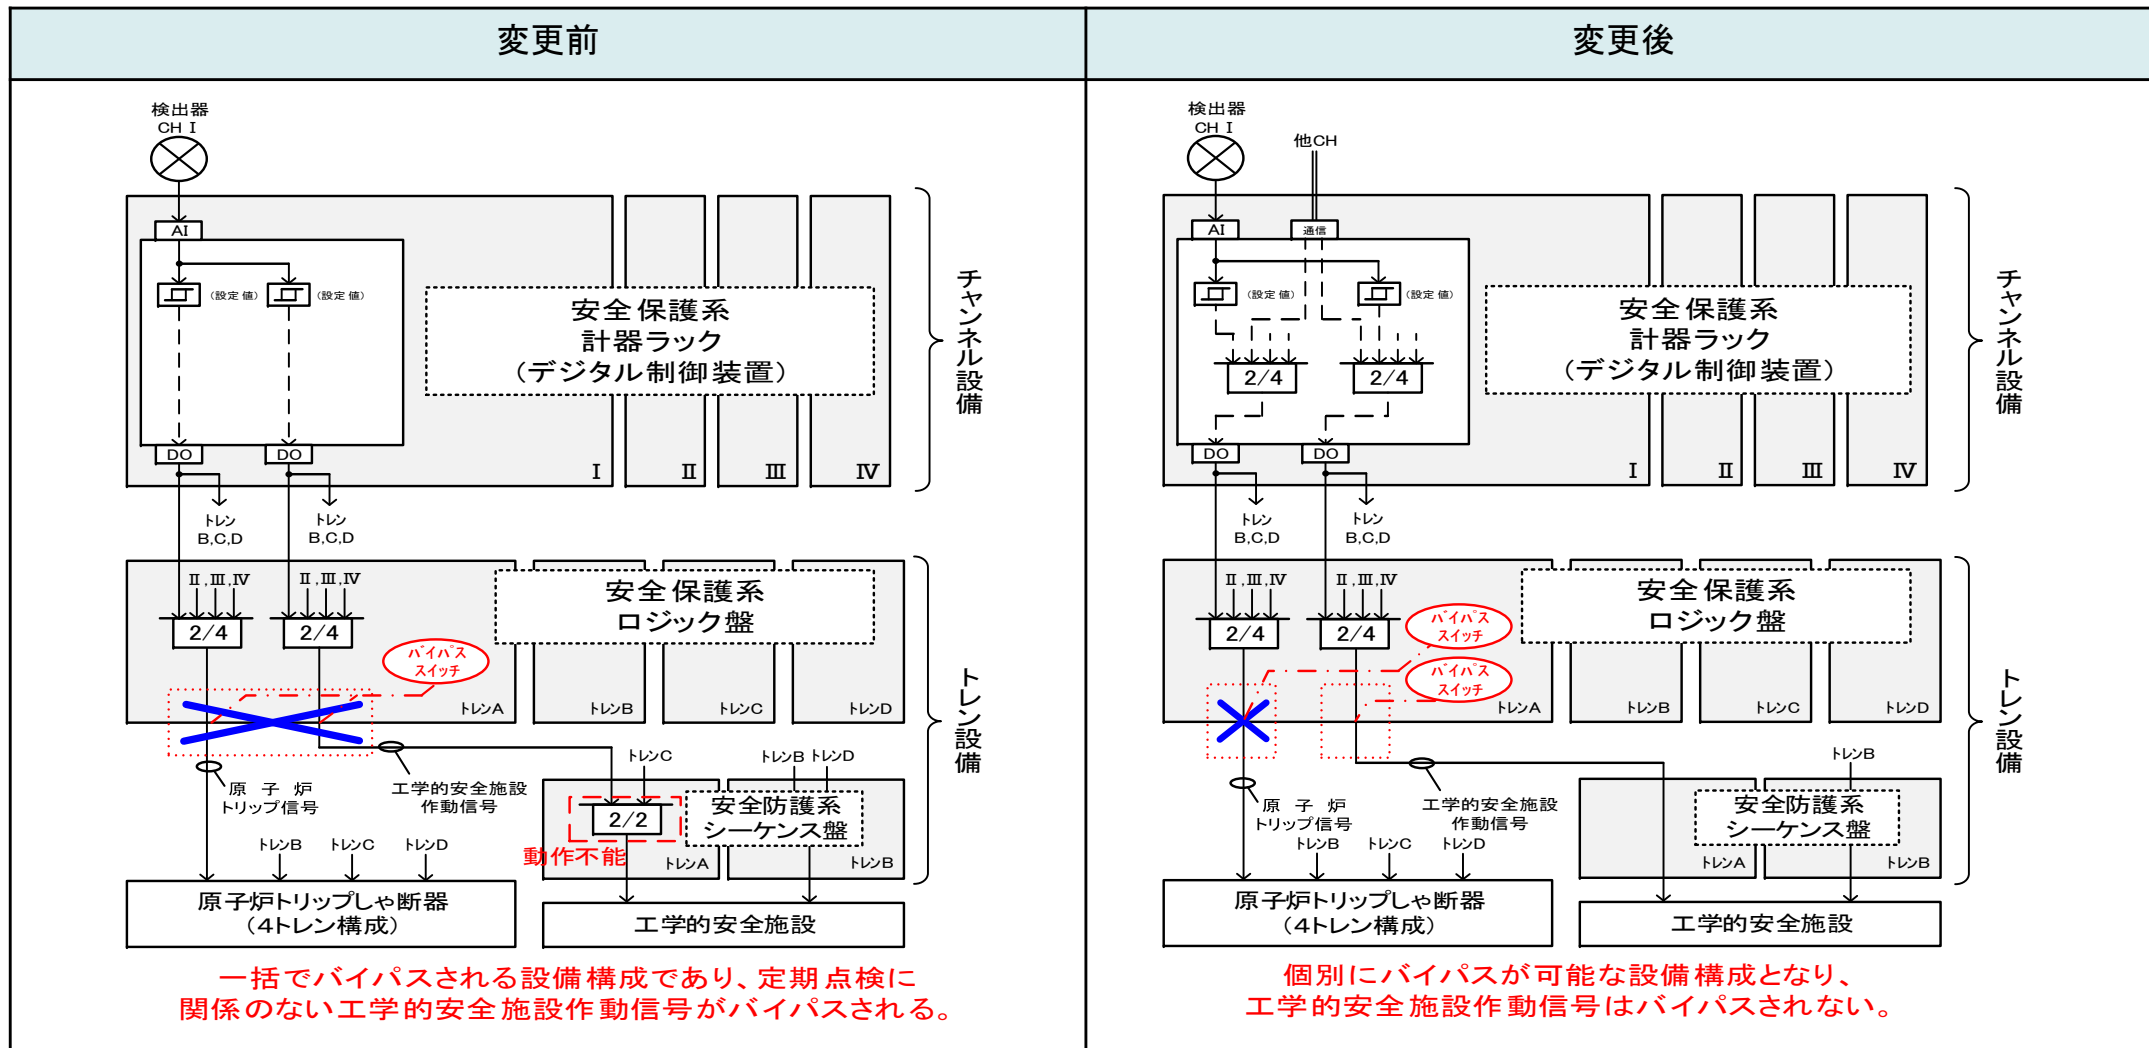 変更前
検出器
CH Ⅰ
AI
(設定値)
(設定値)
安全保護系
計器ラック
(デジタル制御装置)
DO
DO
Ⅰ
Ⅱ
Ⅲ
Ⅳ
チャンネル設備
トレン
B,C,D
トレン
B,C,D
Ⅱ,Ⅲ,Ⅳ
Ⅱ,Ⅲ,Ⅳ
安全保護系
ロジック盤
2/4
2/4
バイパス
スイッチ
トレンA
トレンB
トレンC
トレンD
トレン設備
原子炉
トリップ信号
工学的安全施設
作動信号
トレンC
トレンB
トレンD
2/2
動作不能
安全防護系
シーケンス盤
トレンA
トレンB
トレンB
トレンC
トレンD
原子炉トリップしゃ断器
(4トレン構成)
工学的安全施設
一括でバイパスされる設備構成であり、定期点検に
関係のない工学的安全施設作動信号がバイパスされる。
変更後
検出器
CH Ⅰ
他CH
AI
通信
(設定値)
(設定値)
2/4
2/4
安全保護系
計器ラック
(デジタル制御装置)
DO
DO
Ⅰ
Ⅱ
Ⅲ
Ⅳ
チャンネル設備
トレン
B,C,D
トレン
B,C,D
Ⅱ,Ⅲ,Ⅳ
Ⅱ,Ⅲ,Ⅳ
安全保護系
ロジック盤
2/4
2/4
バイパス
スイッチ
バイパス
スイッチ
トレンA
トレンB
トレンC
トレンD
トレン設備
原子炉
トリップ信号
工学的安全施設
作動信号
トレンB
安全防護系
シーケンス盤
トレンA
トレンB
トレンB
トレンC
トレンD
原子炉トリップしゃ断器
(4トレン構成)
工学的安全施設
個別にバイパスが可能な設備構成となり、
工学的安全施設作動信号はバイパスされない。